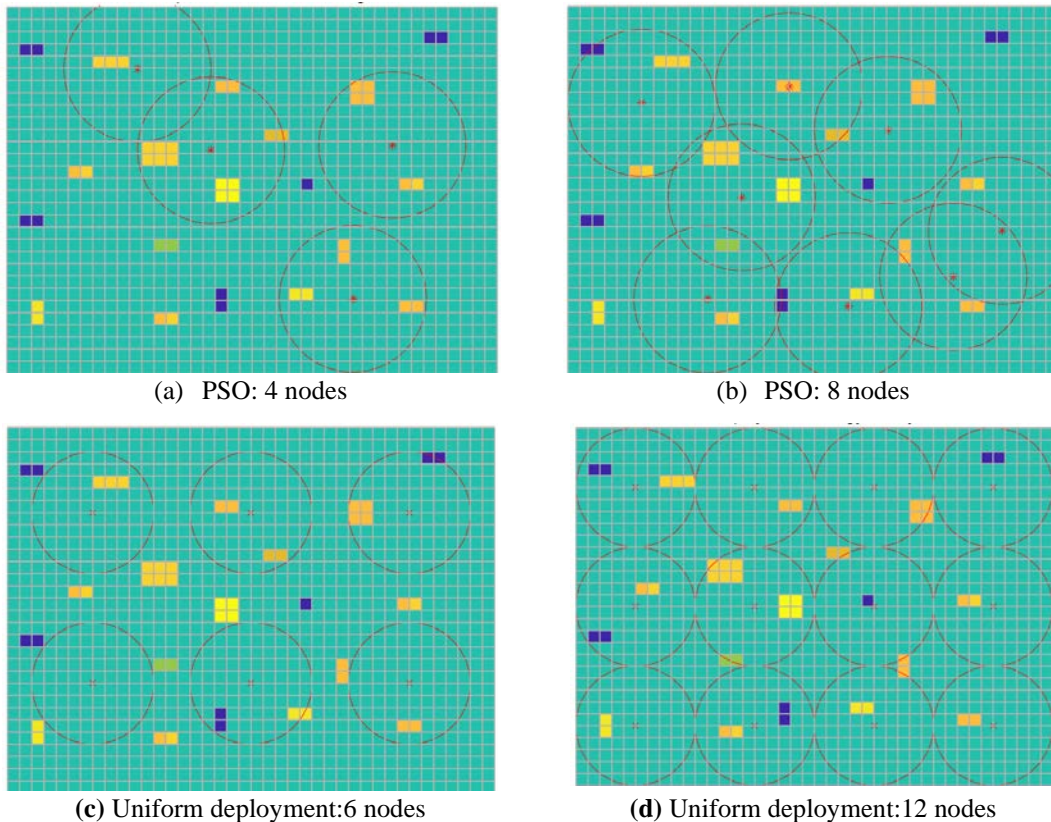 (a) PSO: 4 nodes
(b) PSO: 8 nodes
(c) Uniform deployment:6 nodes
(d) Uniform deployment:12 nodes